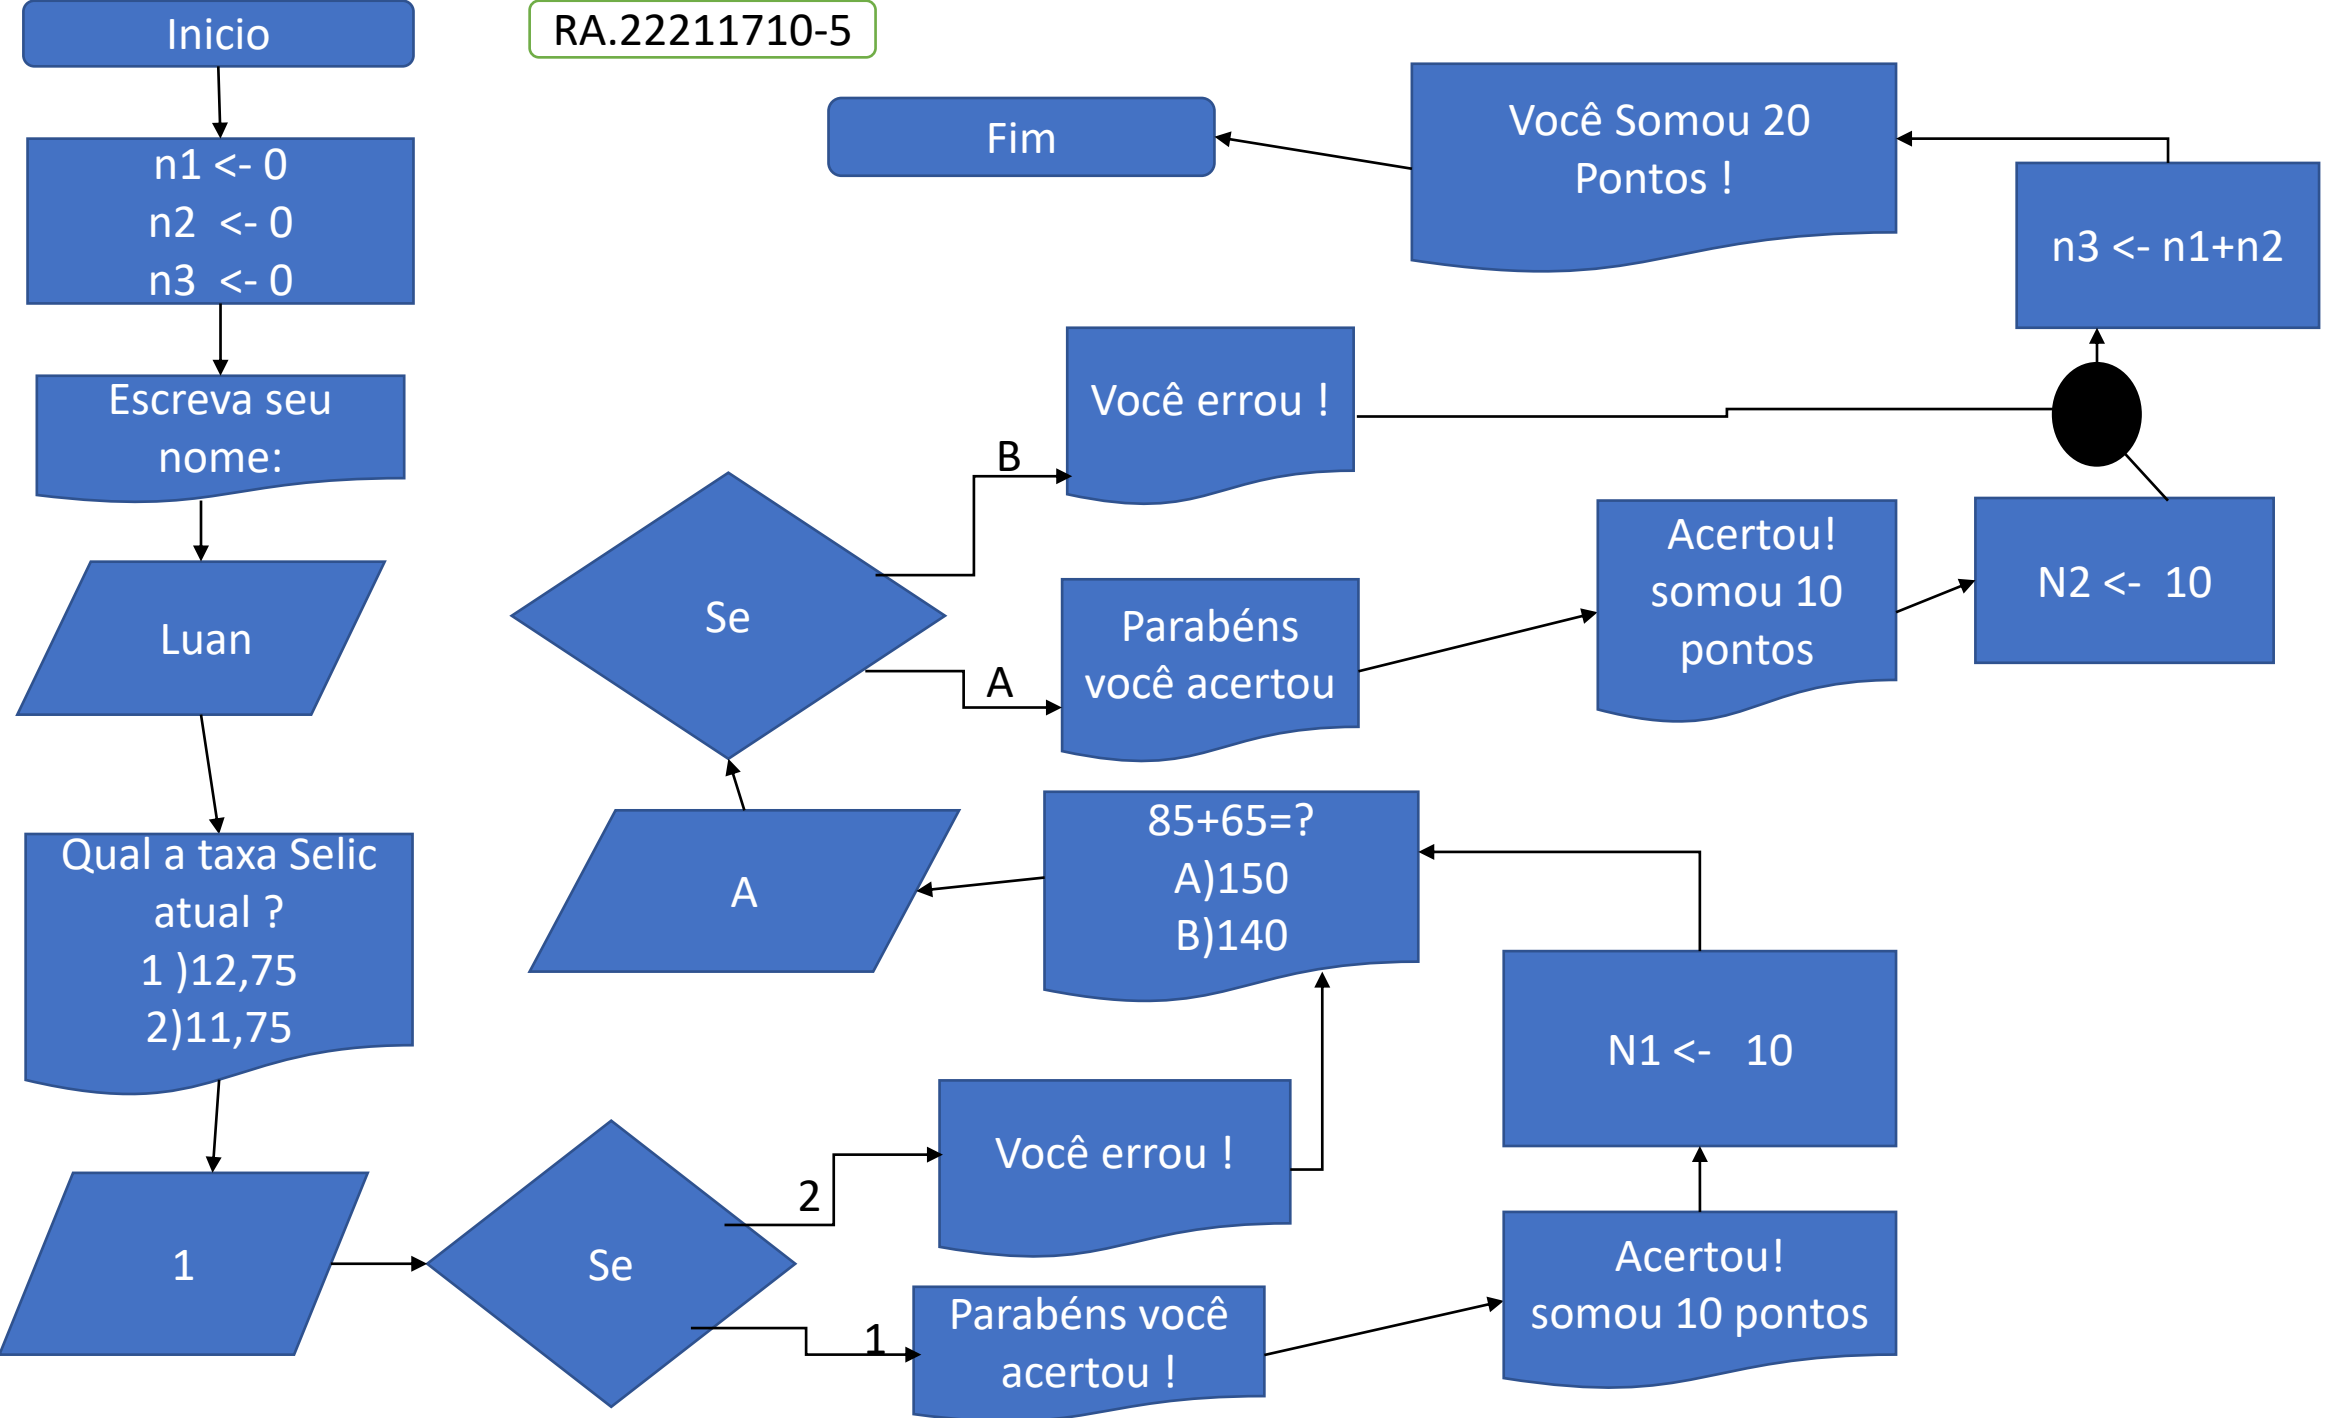 Inicio
RA.22211710-5
n1 <- 0
n2  <- 0
n3  <- 0
Escreva seu
nome:
Luan
Qual a taxa Selic
atual ?
1 )12,75
2)11,75
1
Se
2
Você errou !
1
Parabéns você
acertou !
Acertou!
somou 10 pontos
N1 <-   10
85+65=?
A)150
B)140
A
Se
B
Você errou !
A
Parabéns
você acertou
Acertou!
somou 10
pontos
N2 <-  10
n3 <- n1+n2
Você Somou 20
Pontos !
Fim